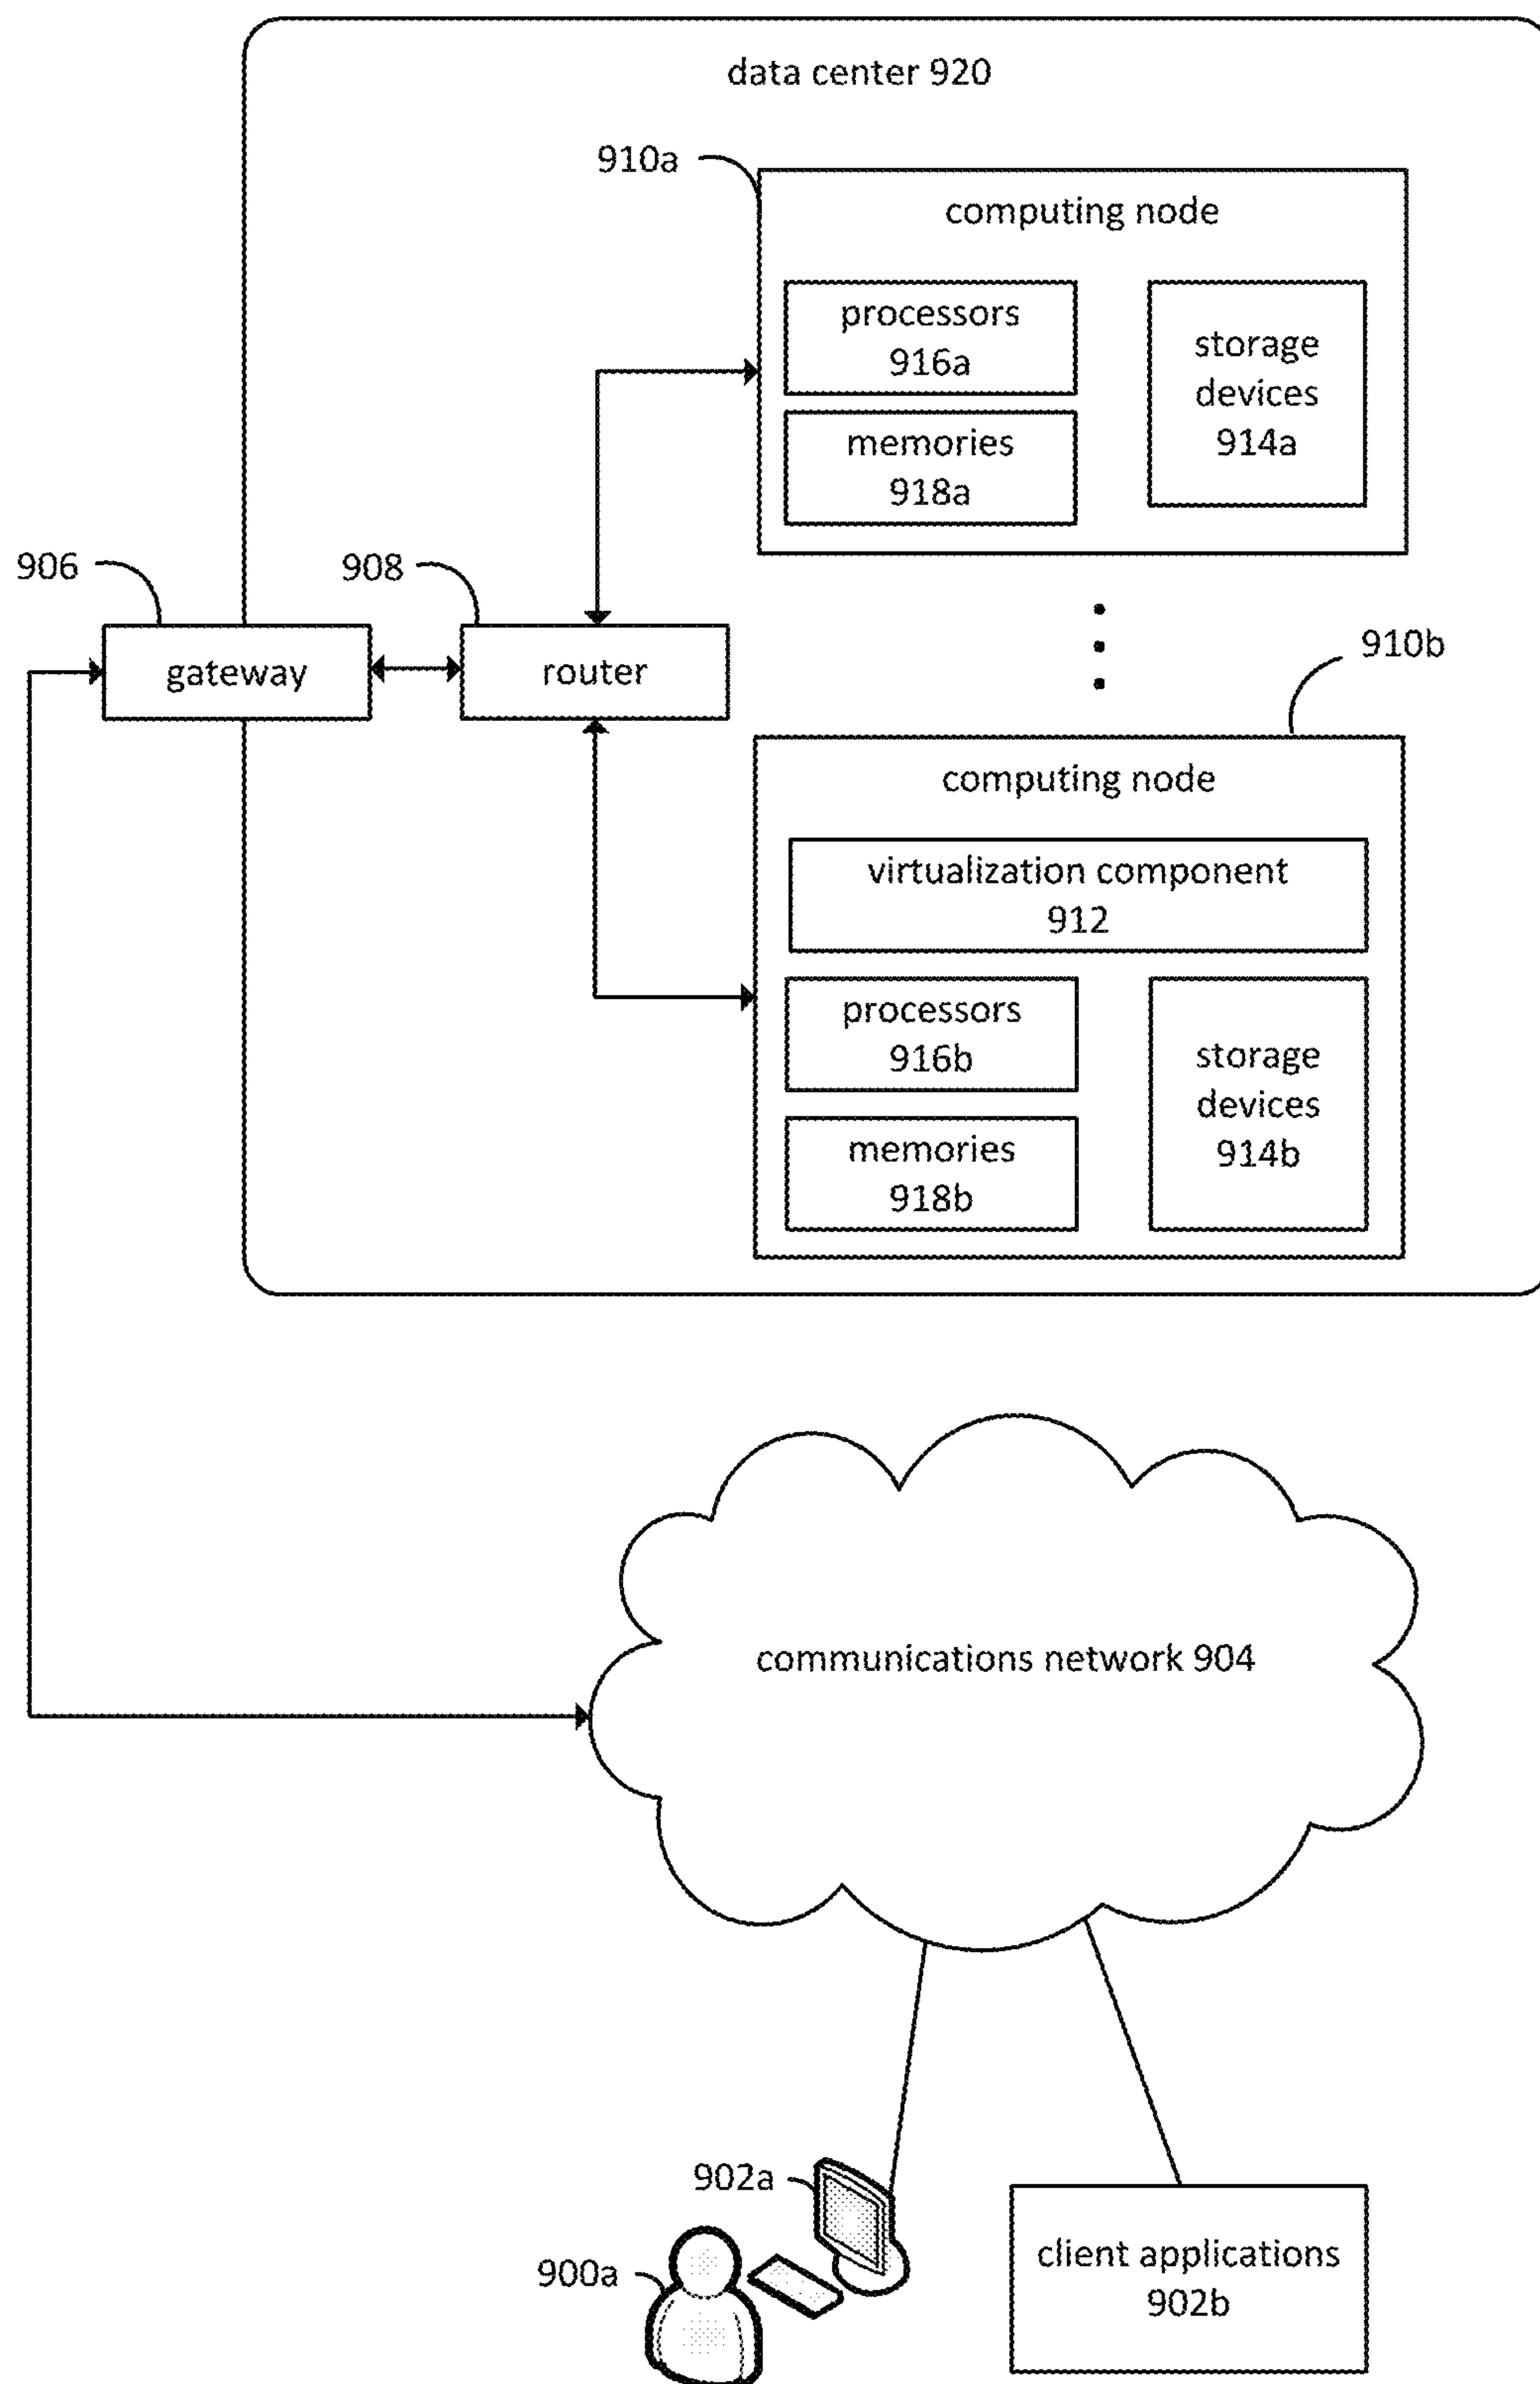 data center 920
910a
computing node
processors
916a
storage
devices
914a
memories
918a
906
908
gateway
router
910b
computing node
virtualization component
912
processors
916b
storage
devices
914b
memories
918b
communications network 904
902a
900a
client applications
902b